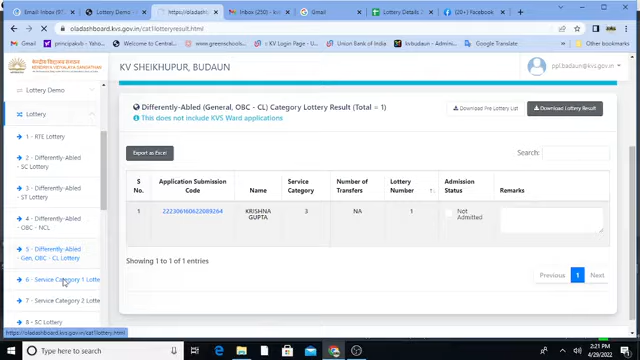 Email Inbox (97
Lottery Demo -
https://oladashboard.kvs.gov.in
Inbox (250)
Gmail
Lottery Details 2
(20+) Facebook
oladashboard.kvs.gov.in/cat1lotteryresult.html
Apps
principalkvb - Yaho
Welcome to Central
www.greenschools
KV Login Page - KV
Union Bank of India
kvbudaun - Yahoo
Other bookmarks
KENDRIYA VIDYALAYA SANGATHAN
KV SHEIKHUPUR, BUDAUN
ppl.badaun@kvs.gov.in
Lottery Demo
Lottery
1 - RTE Lottery
2 - Differently-Abled
SC Lottery
3 - Differently-Abled
ST Lottery
4 - Differently-Abled
OBC - NCL
5 - Differently-Abled
Gen, OBC - CL Lottery
6 - Service Category 1 Lotte
7 - Service Category 2 Lotte
8 - SC Lottery
Differently-Abled (General, OBC - CL) Category Lottery Result (Total = 1)
This does not include KVS Ward applications
Download Pre Lottery List
Download Lottery Result
Export as Excel
Search:
S No.
Application Submission Code
Name
Service Category
Number of Transfers
Lottery Number
Admission Status
Remarks
1
KRISHNA GUPTA
3
NA
1
Not Admitted
Showing 1 to 1 of 1 entries
Previous
1
Next
https://oladashboard.kvs.gov.in/cat1lottery.html
Type here to search
2:21 PM
4/29/2022